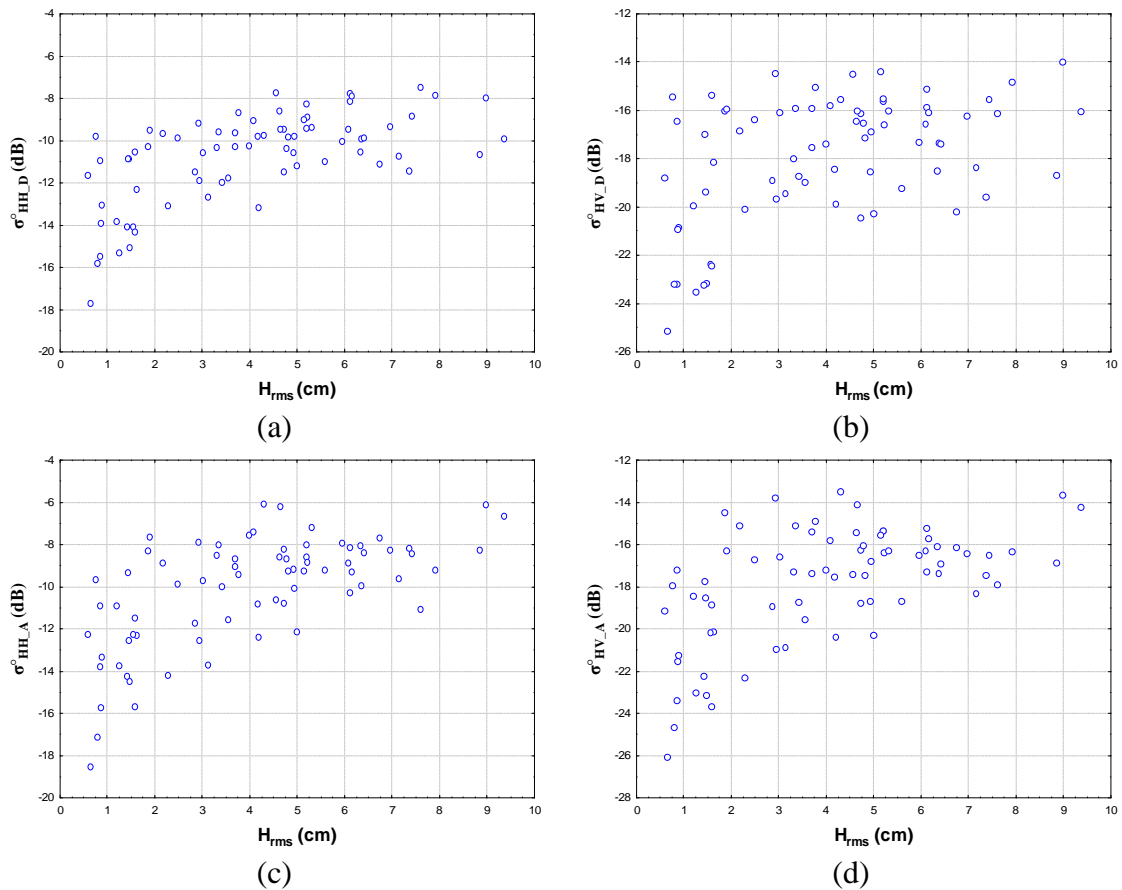 -4
-6
-8
-10
-12
-14
-16
-18
-20
0 1 2 3 4 5 6 7 8 9 10
σ°HH_D (dB)
Hrms (cm)
(a)
-12
-14
-16
-18
-20
-22
-24
-26
0 1 2 3 4 5 6 7 8 9 10
σ°HV_D (dB)
Hrms (cm)
(b)
-4
-6
-8
-10
-12
-14
-16
-18
-20
0 1 2 3 4 5 6 7 8 9 10
σ°HH_A (dB)
Hrms (cm)
(c)
-12
-14
-16
-18
-20
-22
-24
-26
-28
0 1 2 3 4 5 6 7 8 9 10
σ°HV_A (dB)
Hrms (cm)
(d)